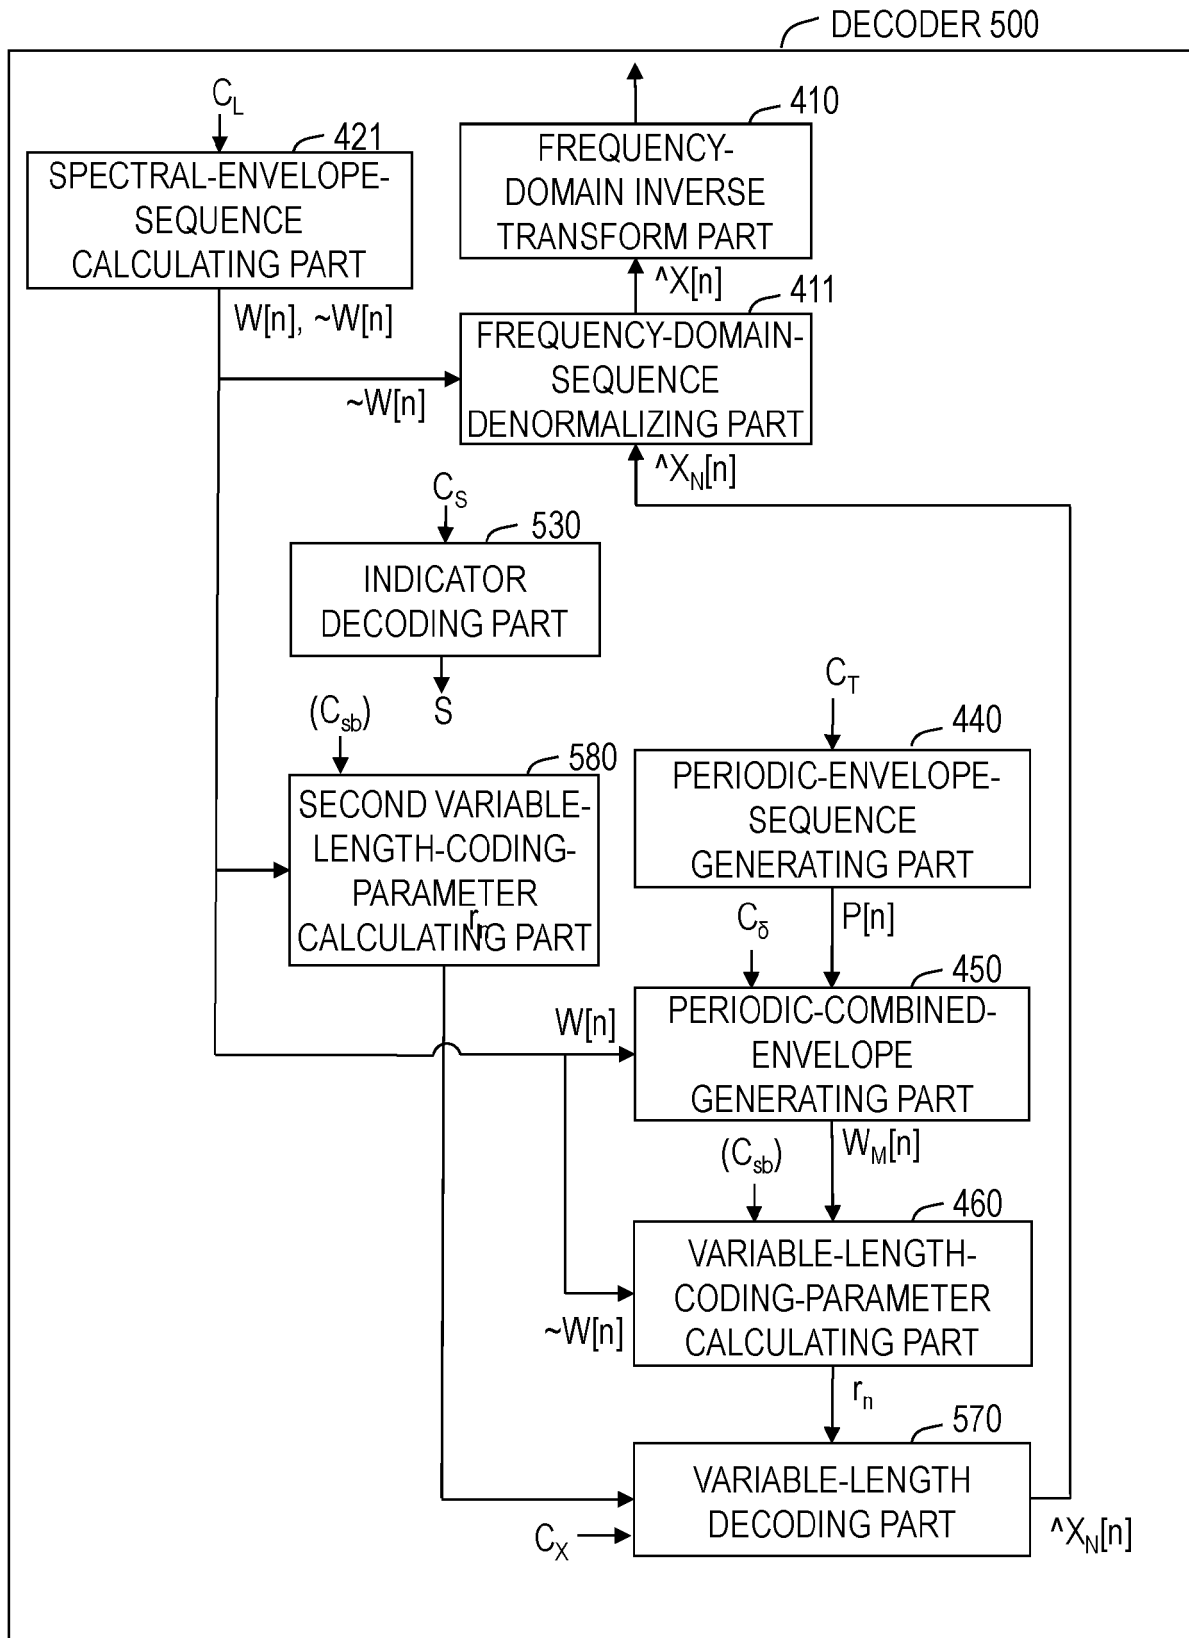 DECODER 500
C_L
421
SPECTRAL-ENVELOPE-
SEQUENCE
CALCULATING PART
W[n], ~W[n]
~W[n]
410
FREQUENCY-
DOMAIN INVERSE
TRANSFORM PART
^X[n]
411
FREQUENCY-DOMAIN-
SEQUENCE
DENORMALIZING PART
^X_N[n]
C_S
530
INDICATOR
DECODING PART
S
(C_sb)
580
SECOND VARIABLE-
LENGTH-CODING-
PARAMETER
CALCULATING PART
r_n
C_T
440
PERIODIC-ENVELOPE-
SEQUENCE
GENERATING PART
P[n]
C_δ
450
W[n]
PERIODIC-COMBINED-
ENVELOPE
GENERATING PART
W_M[n]
(C_sb)
460
VARIABLE-LENGTH-
CODING-PARAMETER
CALCULATING PART
~W[n]
r_n
570
VARIABLE-LENGTH
DECODING PART
C_X
^X_N[n]